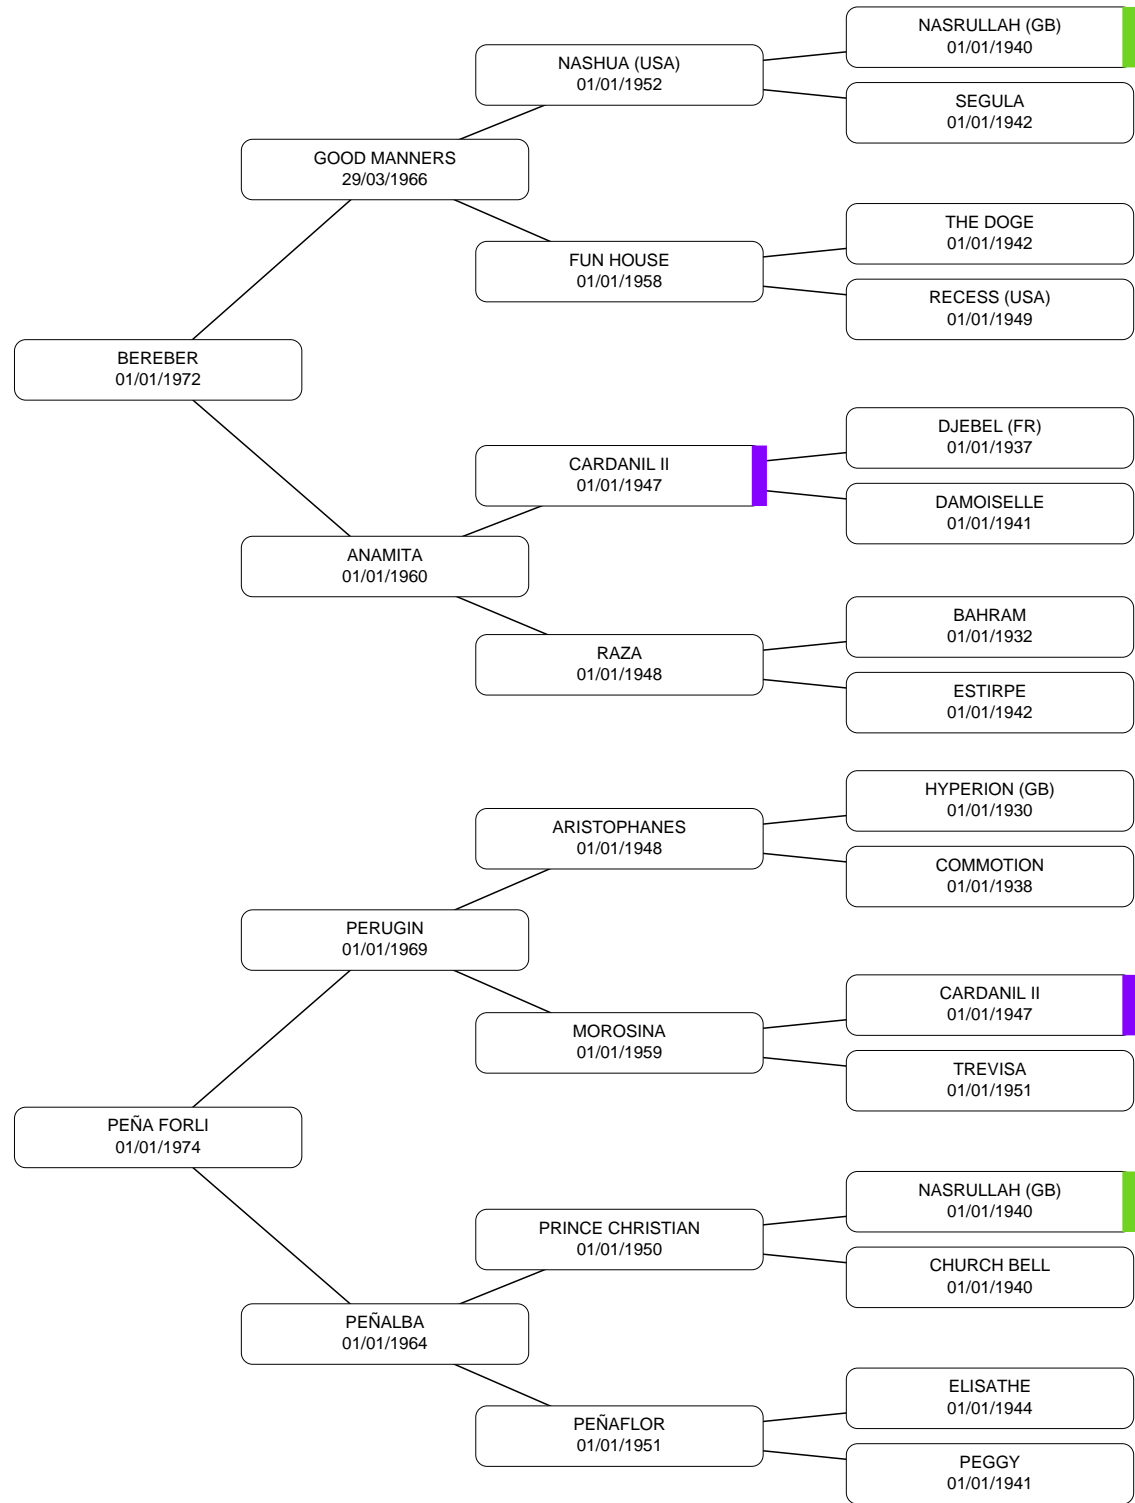 NASRULLAH (GB)
01/01/1940
NASHUA (USA)
01/01/1952
SEGULA
01/01/1942
GOOD MANNERS
29/03/1966
THE DOGE
01/01/1942
FUN HOUSE
01/01/1958
RECESS (USA)
01/01/1949
BEREBER
01/01/1972
DJEBEL (FR)
01/01/1937
CARDANIL II
01/01/1947
DAMOISELLE
01/01/1941
ANAMITA
01/01/1960
BAHRAM
01/01/1932
RAZA
01/01/1948
ESTIRPE
01/01/1942
HYPERION (GB)
01/01/1930
ARISTOPHANES
01/01/1948
COMMOTION
01/01/1938
PERUGIN
01/01/1969
CARDANIL II
01/01/1947
MOROSINA
01/01/1959
TREVISA
01/01/1951
PEÑA FORLI
01/01/1974
NASRULLAH (GB)
01/01/1940
PRINCE CHRISTIAN
01/01/1950
CHURCH BELL
01/01/1940
PEÑALBA
01/01/1964
ELISATHE
01/01/1944
PEÑAFLOR
01/01/1951
PEGGY
01/01/1941